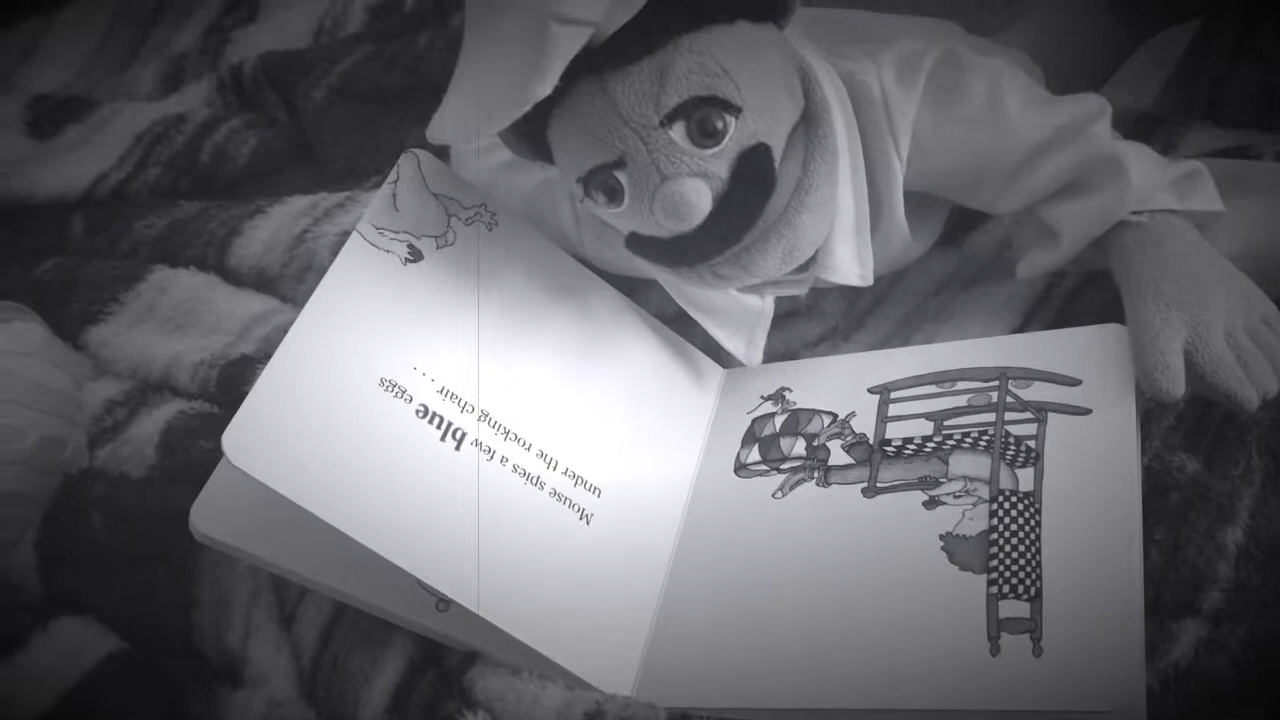 Mouse spies a few blue eggs
under the rocking chair . . . .